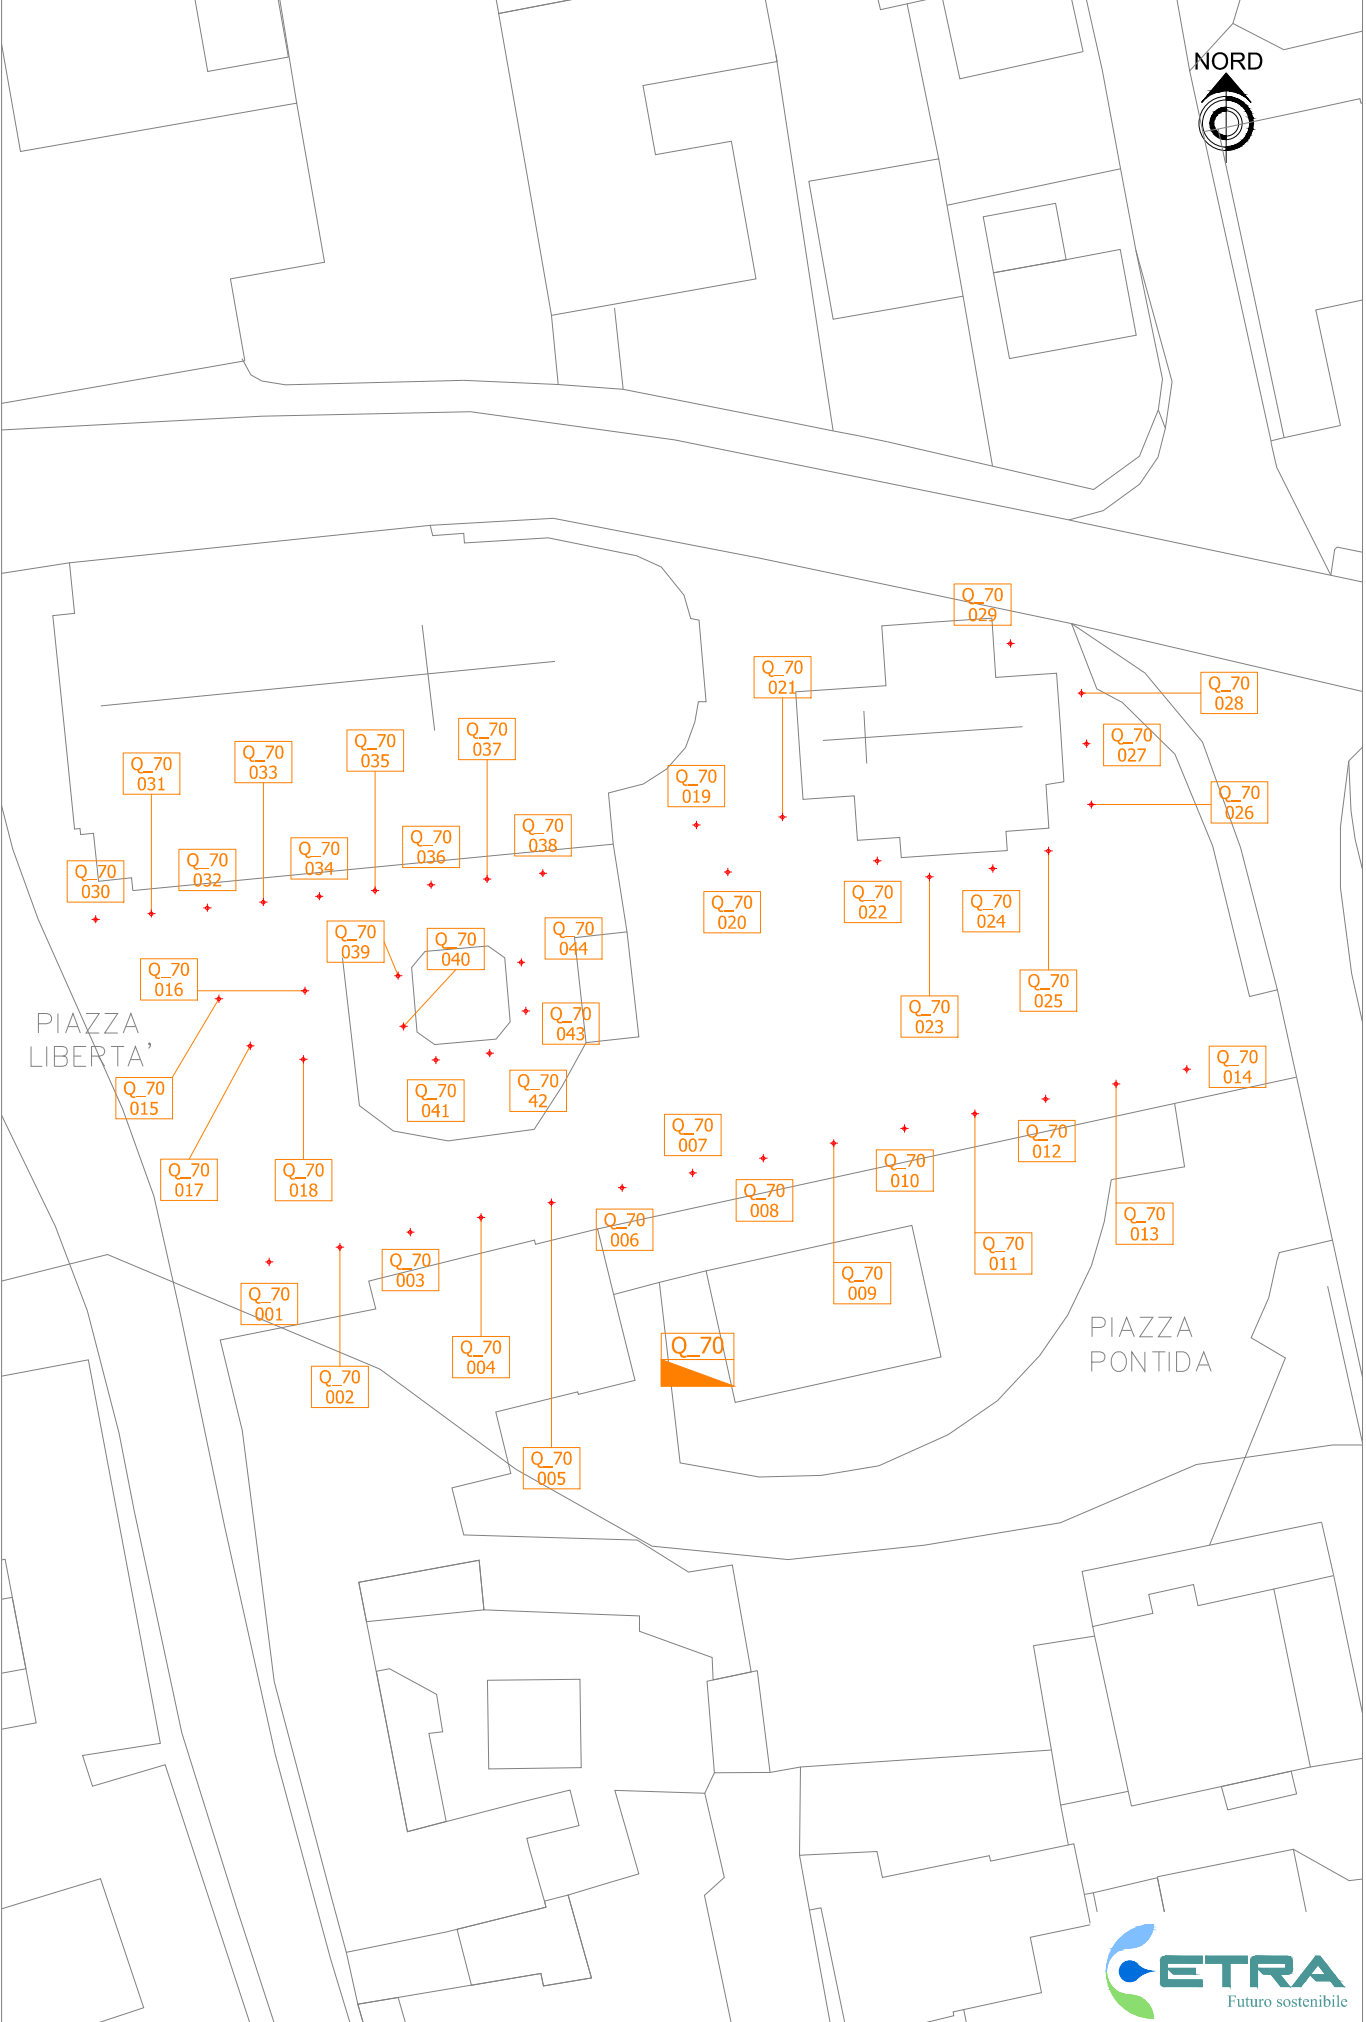 NORD
Q_70
029
Q_70
021
Q_70
028
Q_70
027
Q_70
026
Q_70
019
Q_70
037
Q_70
035
Q_70
033
Q_70
031
Q_70
038
Q_70
036
Q_70
034
Q_70
032
Q_70
030
Q_70
020
Q_70
022
Q_70
024
Q_70
039
Q_70
040
Q_70
044
Q_70
016
Q_70
025
Q_70
023
Q_70
043
PIAZZA
LIBERTA'
Q_70
015
Q_70
041
Q_70
42
Q_70
014
Q_70
007
Q_70
012
Q_70
017
Q_70
018
Q_70
010
Q_70
008
Q_70
006
Q_70
013
Q_70
011
Q_70
003
Q_70
009
Q_70
001
Q_70
004
Q_70
Q_70
002
PIAZZA
PONTIDA
Q_70
005
ETRA
Futuro sostenibile